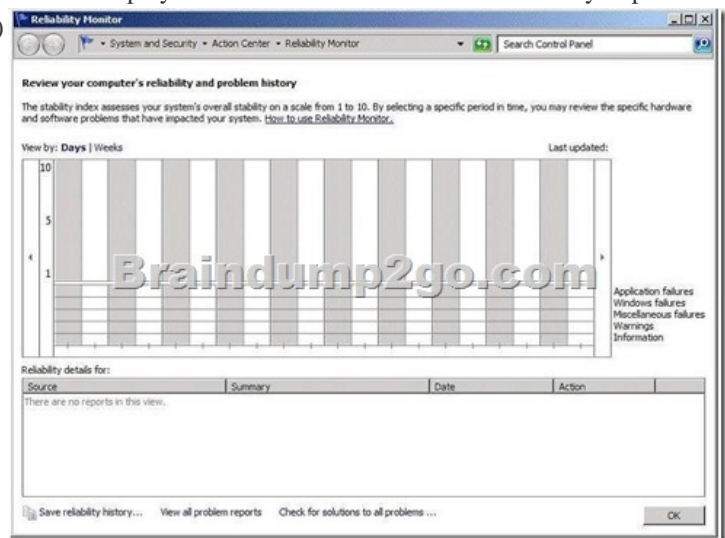 Reliability Monitor
System and Security
Action Center
Reliability Monitor
Search Control Panel
Review your computer's reliability and problem history
The stability index assesses your system's overall stability on a scale from 1 to 10. By selecting a specific period in time, you may review the specific hardware
and software problems that have impacted your system. How to use Reliability Monitor.
View by: Days | Weeks
Last updated:
10
5
1
Braindump2go.com
Application failures
Windows failures
Miscellaneous failures
Warnings
Information
Reliability details for:
Source Summary Date Action
There are no reports in this view.
Save reliability history... View all problem reports Check for solutions to all problems ...
OK